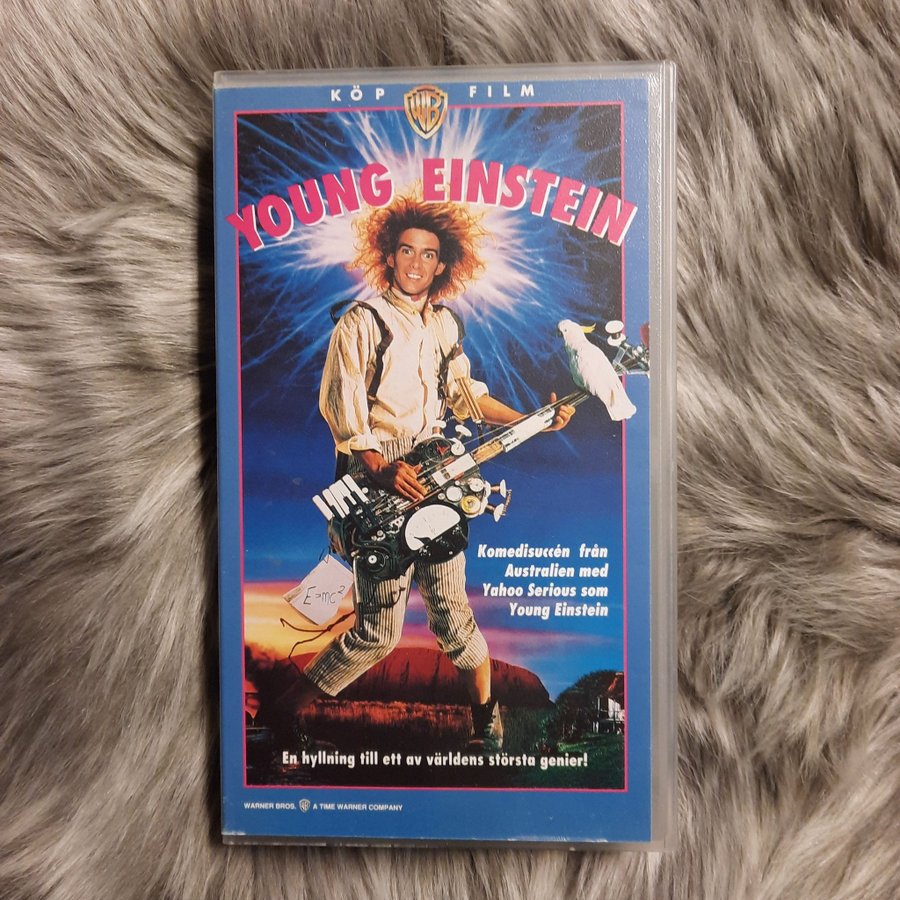 KÖP WB FILM
YOUNG EINSTEIN
Komedisuccén från
Australien med
Yahoo Serious som
Young Einstein
E=mc²
En hyllning till ett av världens största genier!
WARNER BROS. WB A TIME WARNER COMPANY